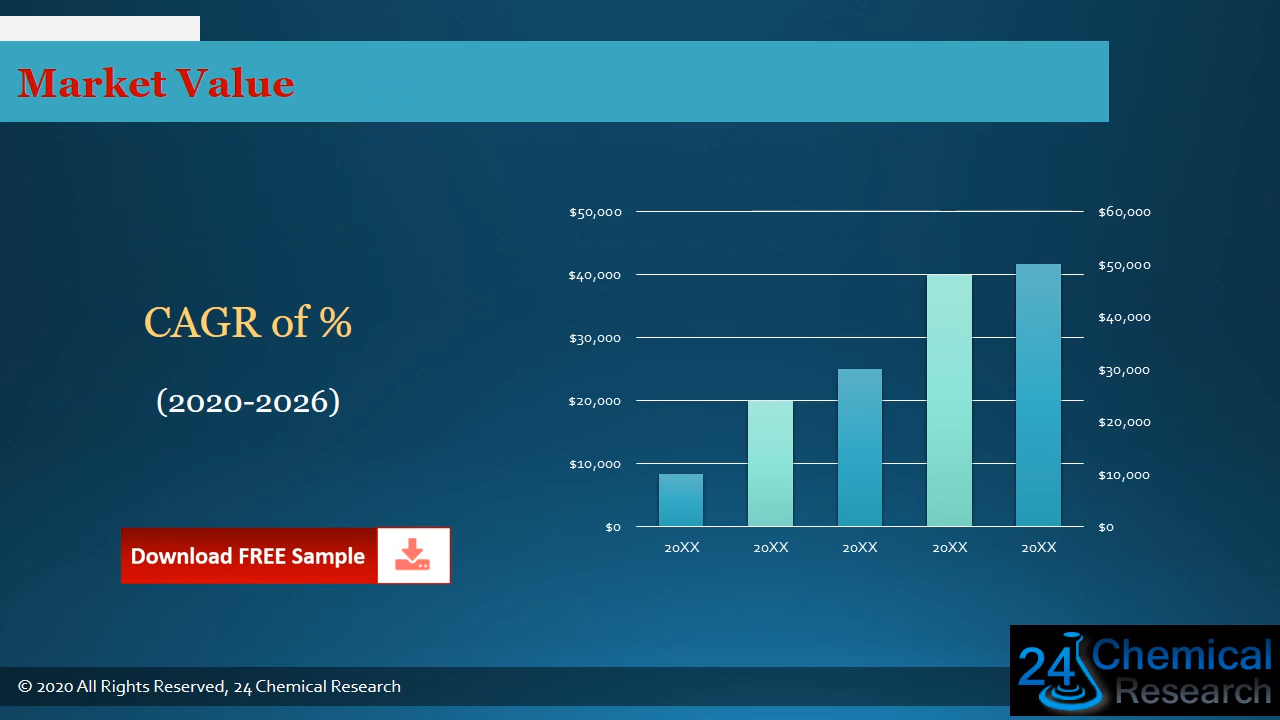 Market Value
CAGR of %
(2020-2026)
Download FREE Sample
$50,000
$40,000
$30,000
$20,000
$10,000
$0
$60,000
$50,000
$40,000
$30,000
$20,000
$10,000
$0
20XX 20XX 20XX 20XX 20XX
© 2020 All Rights Reserved, 24 Chemical Research
24 Chemical
Research